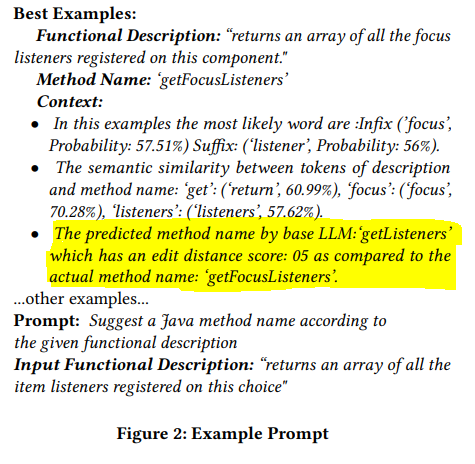 Best Examples:
Functional Description: “returns an array of all the focus
listeners registered on this component."
Method Name: ‘getFocusListeners’
Context:
• In this examples the most likely word are :Infix (’focus’,
Probability: 57.51%) Suffix: (‘listener’, Probability: 56%).
• The semantic similarity between tokens of description
and method name: ‘get’: (‘return’, 60.99%), ‘focus’: (‘focus’,
70.28%), ‘listeners’: (‘listeners’, 57.62%).
• The predicted method name by base LLM:‘getListeners’
which has an edit distance score: 05 as compared to the
actual method name: ‘getFocusListeners’.
...other examples...
Prompt: Suggest a Java method name according to
the given functional description
Input Functional Description: “returns an array of all the
item listeners registered on this choice"
Figure 2: Example Prompt